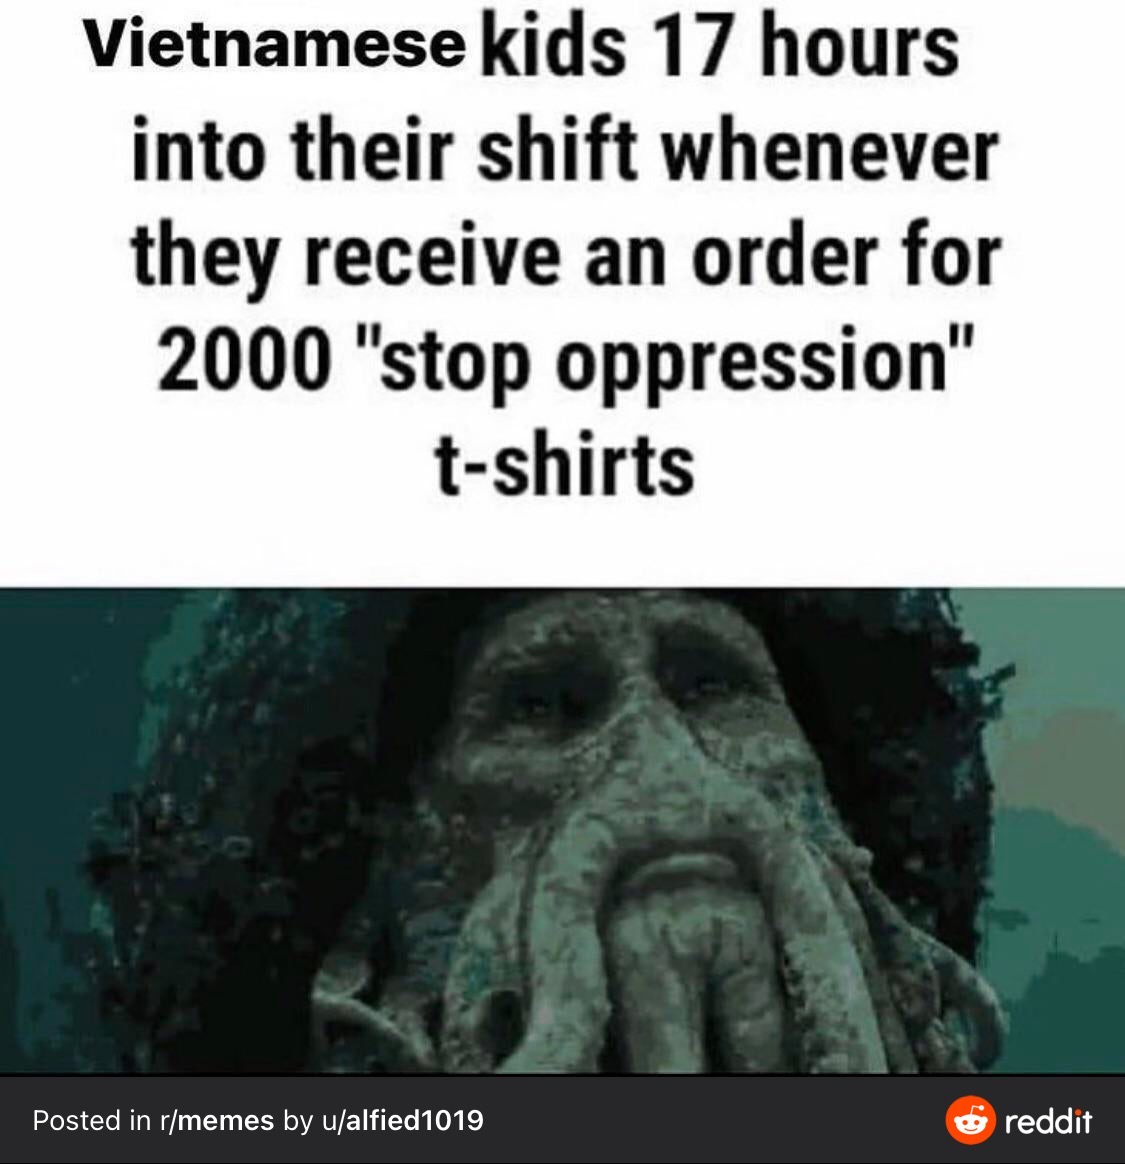 Vietnamese kids 17 hours
into their shift whenever
they receive an order for
2000 "stop oppression"
t-shirts
Posted in r/memes by u/alfied1019
reddit